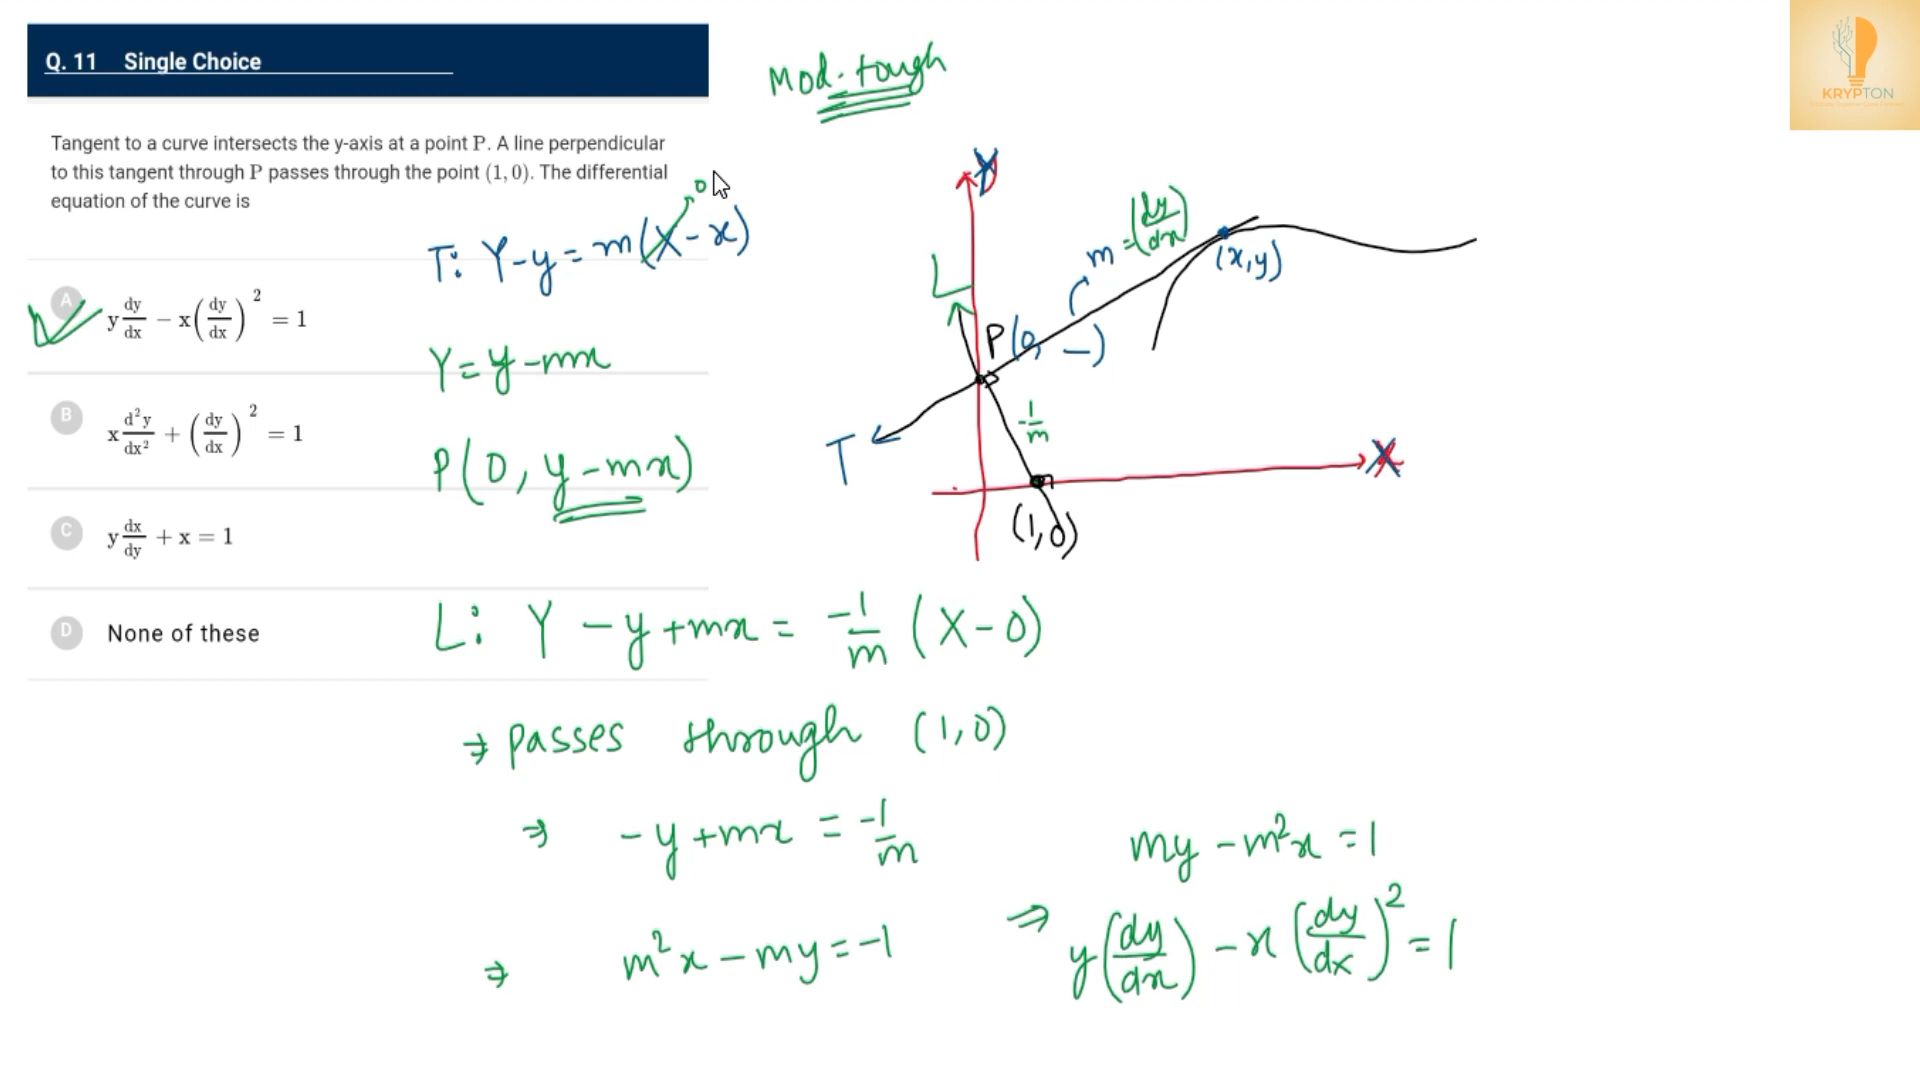 Q. 11 Single Choice
Mod. tough
KRYPTON
Tangent to a curve intersects the y-axis at a point P. A line perpendicular
to this tangent through P passes through the point (1, 0). The differential
equation of the curve is
A y dy/dx − x(dy/dx)² = 1
B x d²y/dx² + (dy/dx)² = 1
C y dx/dy + x = 1
D None of these
T: Y-y = m(X-x)
0
Y = y-mx
P(0, y-mx)
Y
L
m = (dy/dx)
(x,y)
P(0, —)
-1/m
T
X
(1,0)
L: Y - y + mx = -1/m (X-0)
⇒ passes through (1,0)
⇒ -y + mx = -1/m
⇒ m²x - my = -1
my - m²x = 1
⇒ y(dy/dx) - x(dy/dx)² = 1